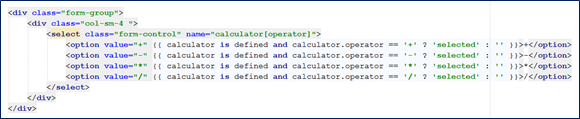 <div class="form-group">
<div class="col-sm-4 ">
<select class="form-control" name="calculator[operator]">
<option value="+" {{ calculator is defined and calculator.operator == '+' ? 'selected' : '' }}>+</option>
<option value="-" {{ calculator is defined and calculator.operator == '-' ? 'selected' : '' }}>-</option>
<option value="*" {{ calculator is defined and calculator.operator == '*' ? 'selected' : '' }}>*</option>
<option value="/" {{ calculator is defined and calculator.operator == '/' ? 'selected' : '' }}>/</option>
</select>
</div>
</div>